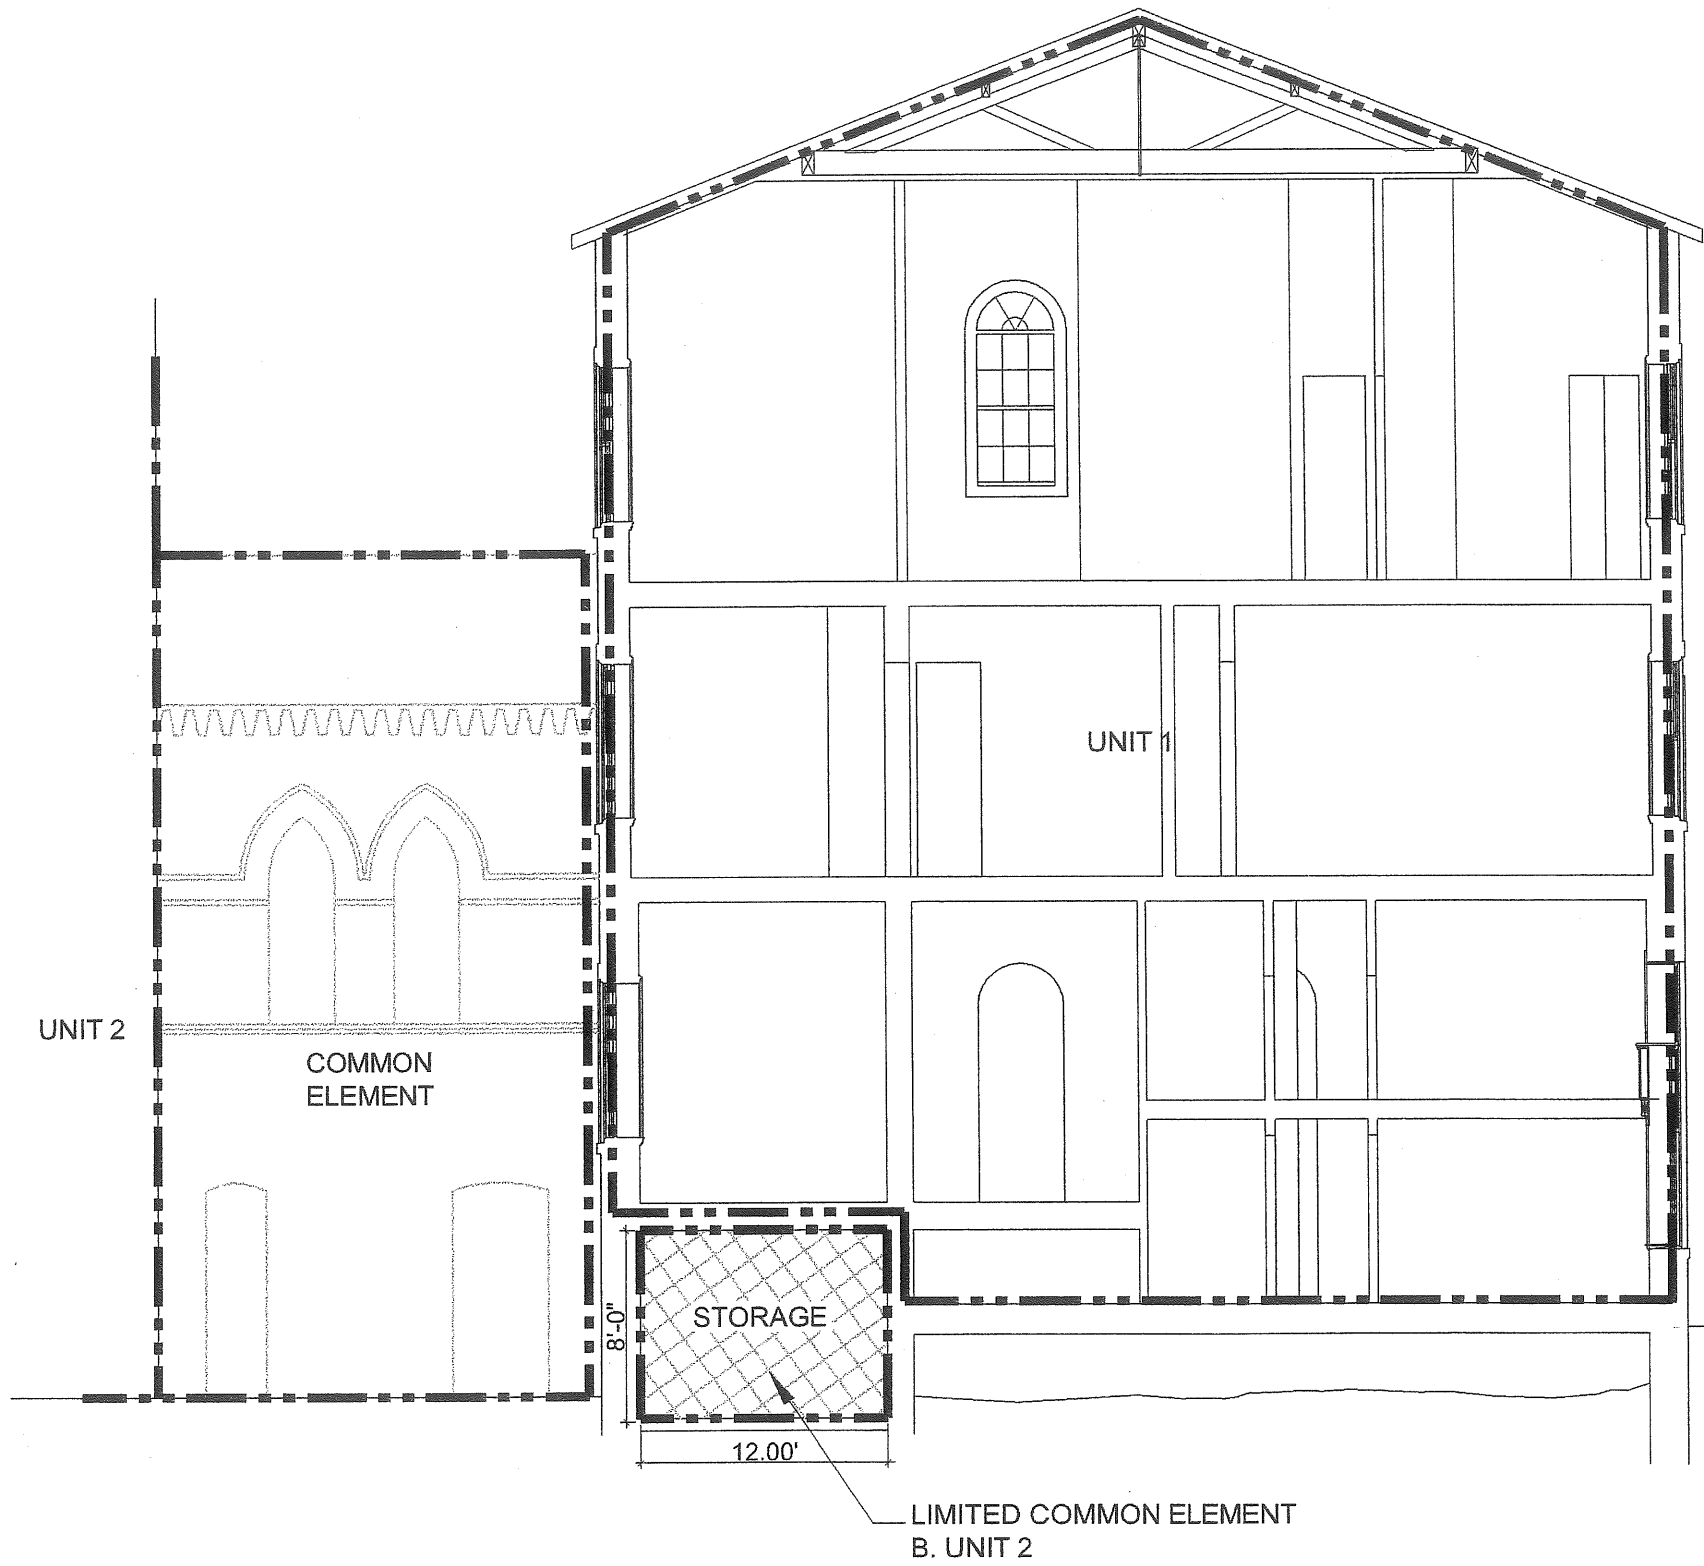 UNIT 1
UNIT 2
COMMON
ELEMENT
STORAGE
8'-0"
12.00'
LIMITED COMMON ELEMENT
B. UNIT 2